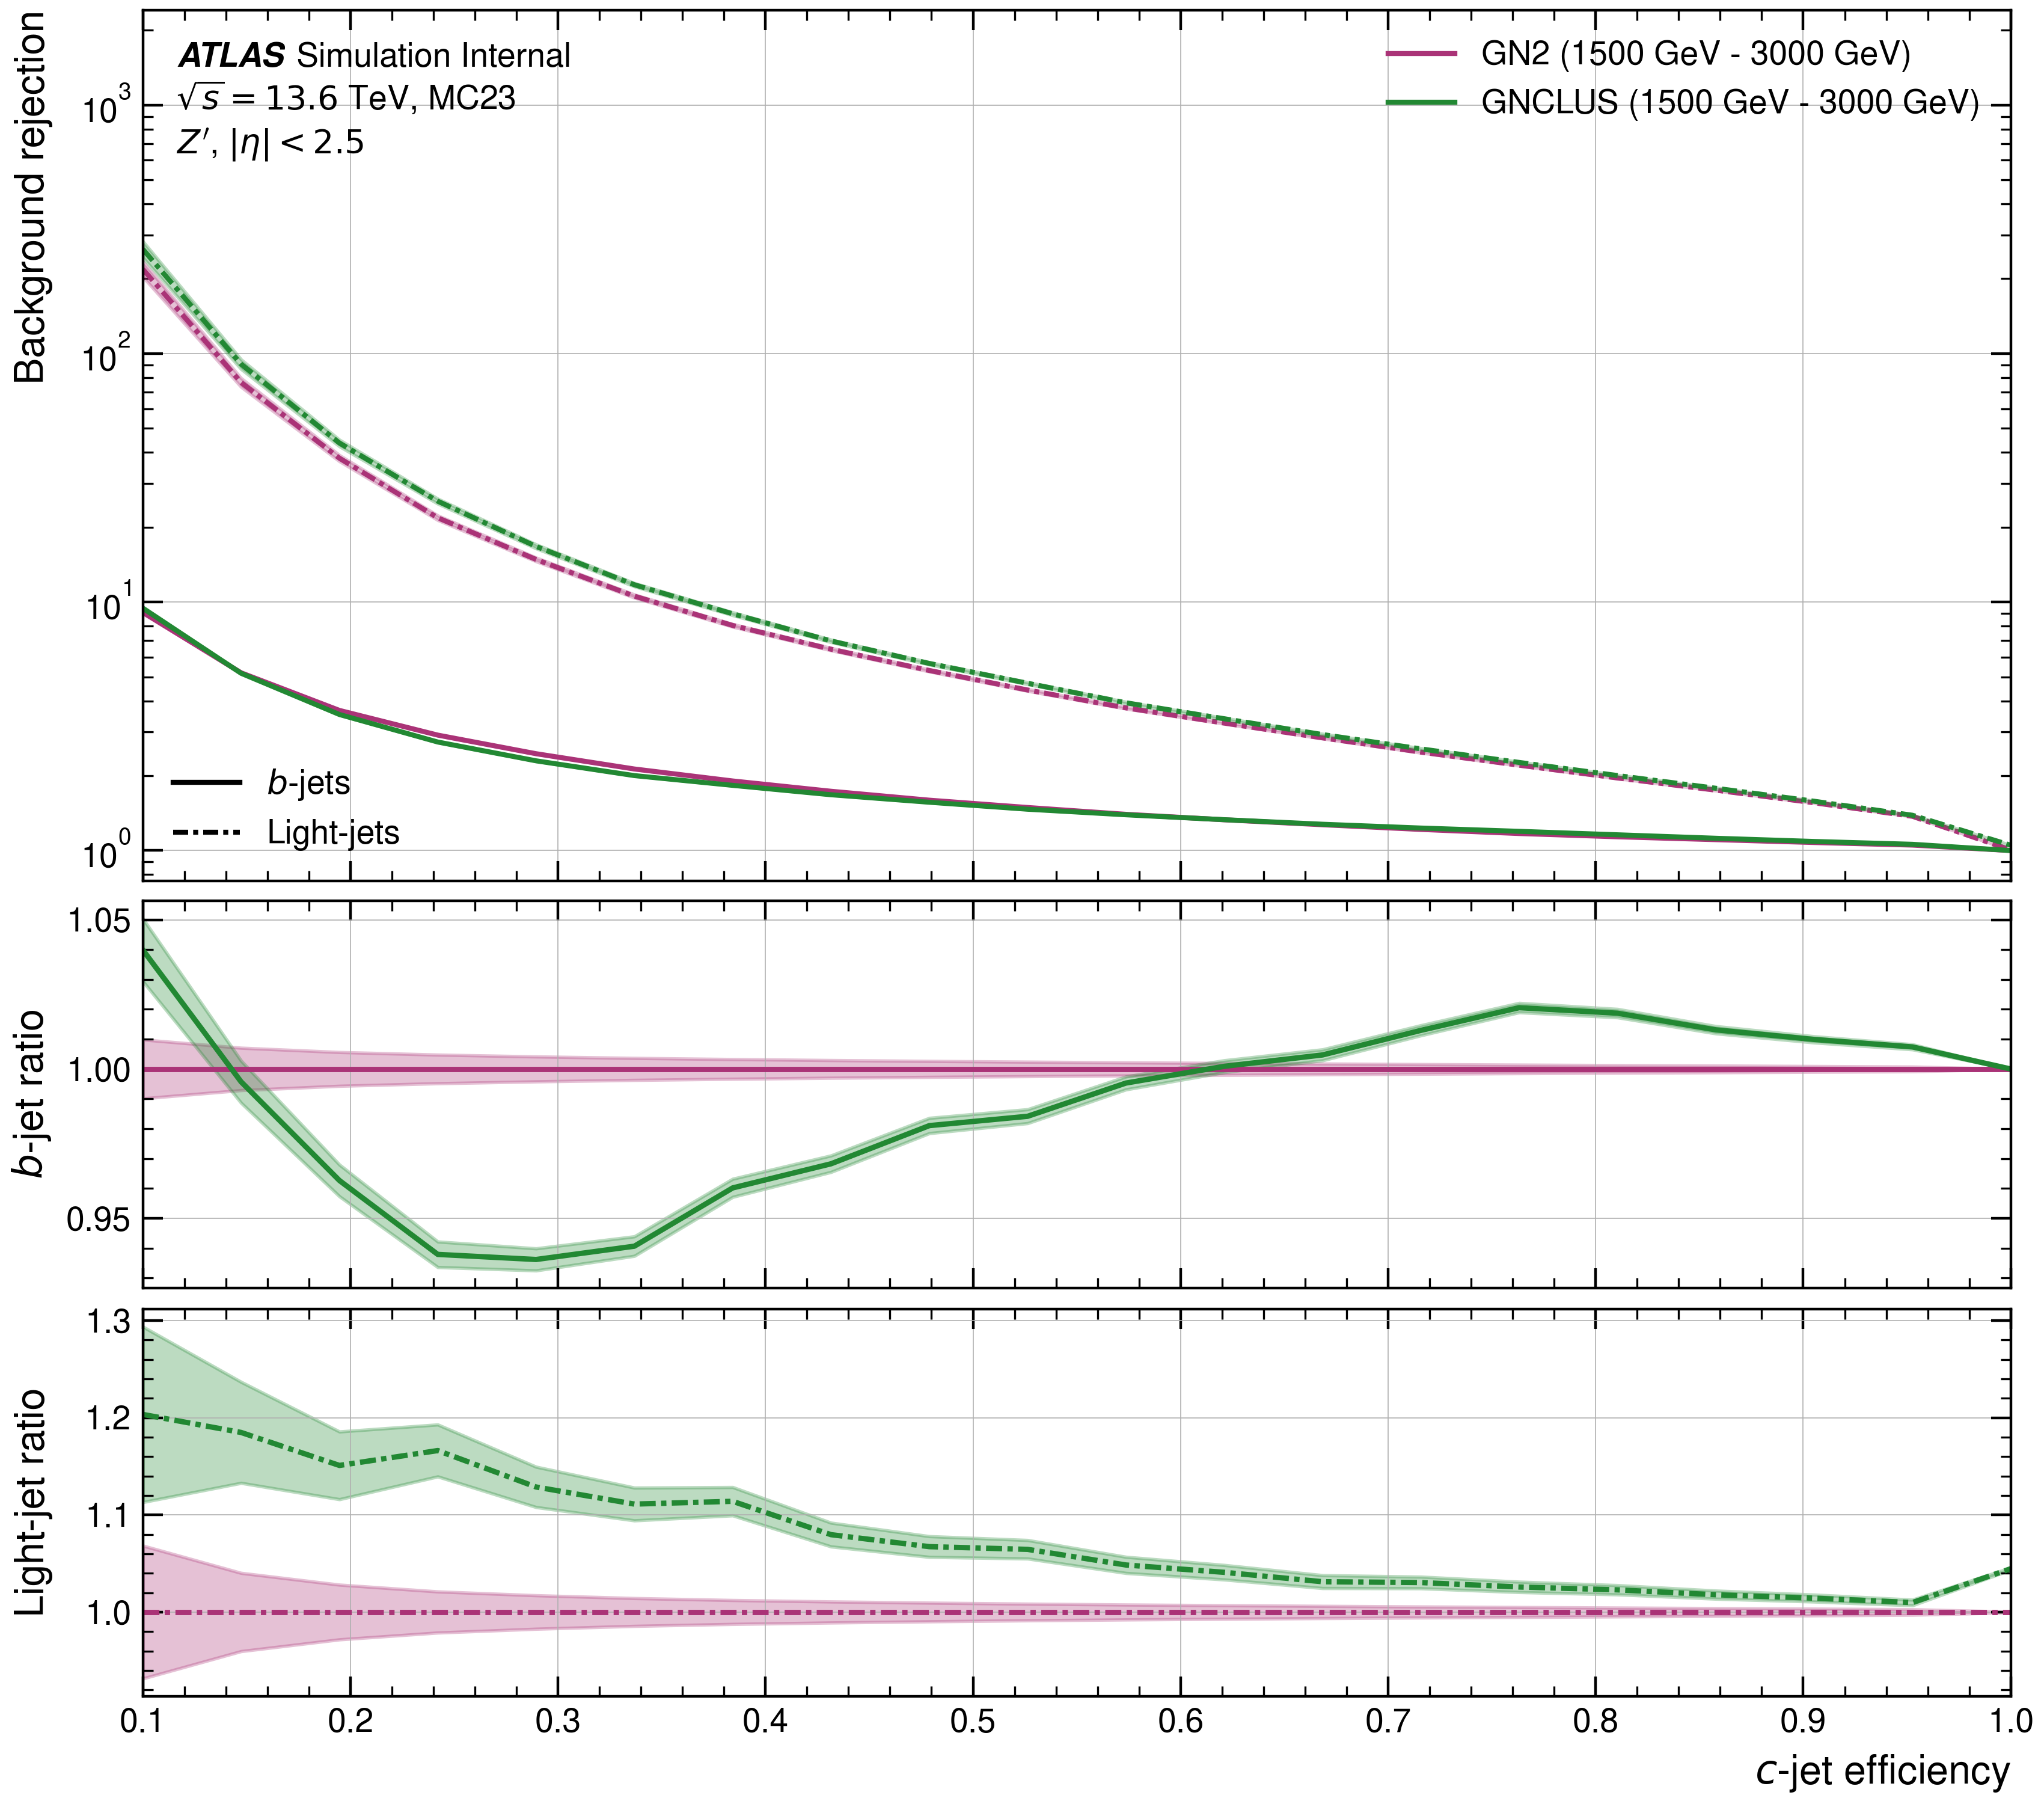 ATLAS Simulation Internal
√s = 13.6 TeV, MC23
Z′, |η| < 2.5
GN2 (1500 GeV - 3000 GeV)
GNCLUS (1500 GeV - 3000 GeV)
Background rejection
10³
10²
10¹
10⁰
b-jets
Light-jets
b-jet ratio
1.05
1.00
0.95
Light-jet ratio
1.3
1.2
1.1
1.0
0.1 0.2 0.3 0.4 0.5 0.6 0.7 0.8 0.9 1.0
c-jet efficiency